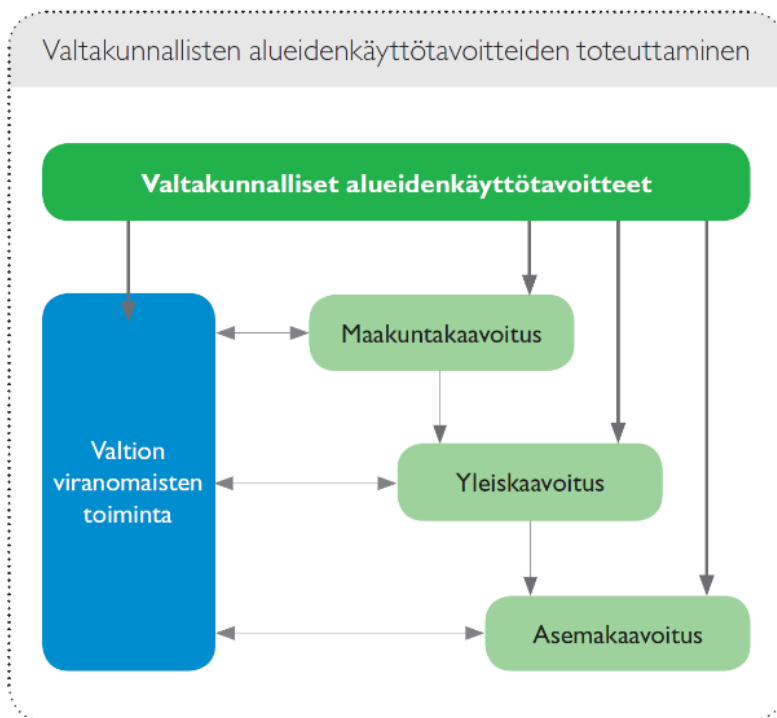 Valtakunnallisten alueidenkäyttötavoitteiden toteuttaminen
Valtakunnalliset alueidenkäyttötavoitteet
Maakuntakaavoitus
Valtion
viranomaisten
toiminta
Yleiskaavoitus
Asemakaavoitus